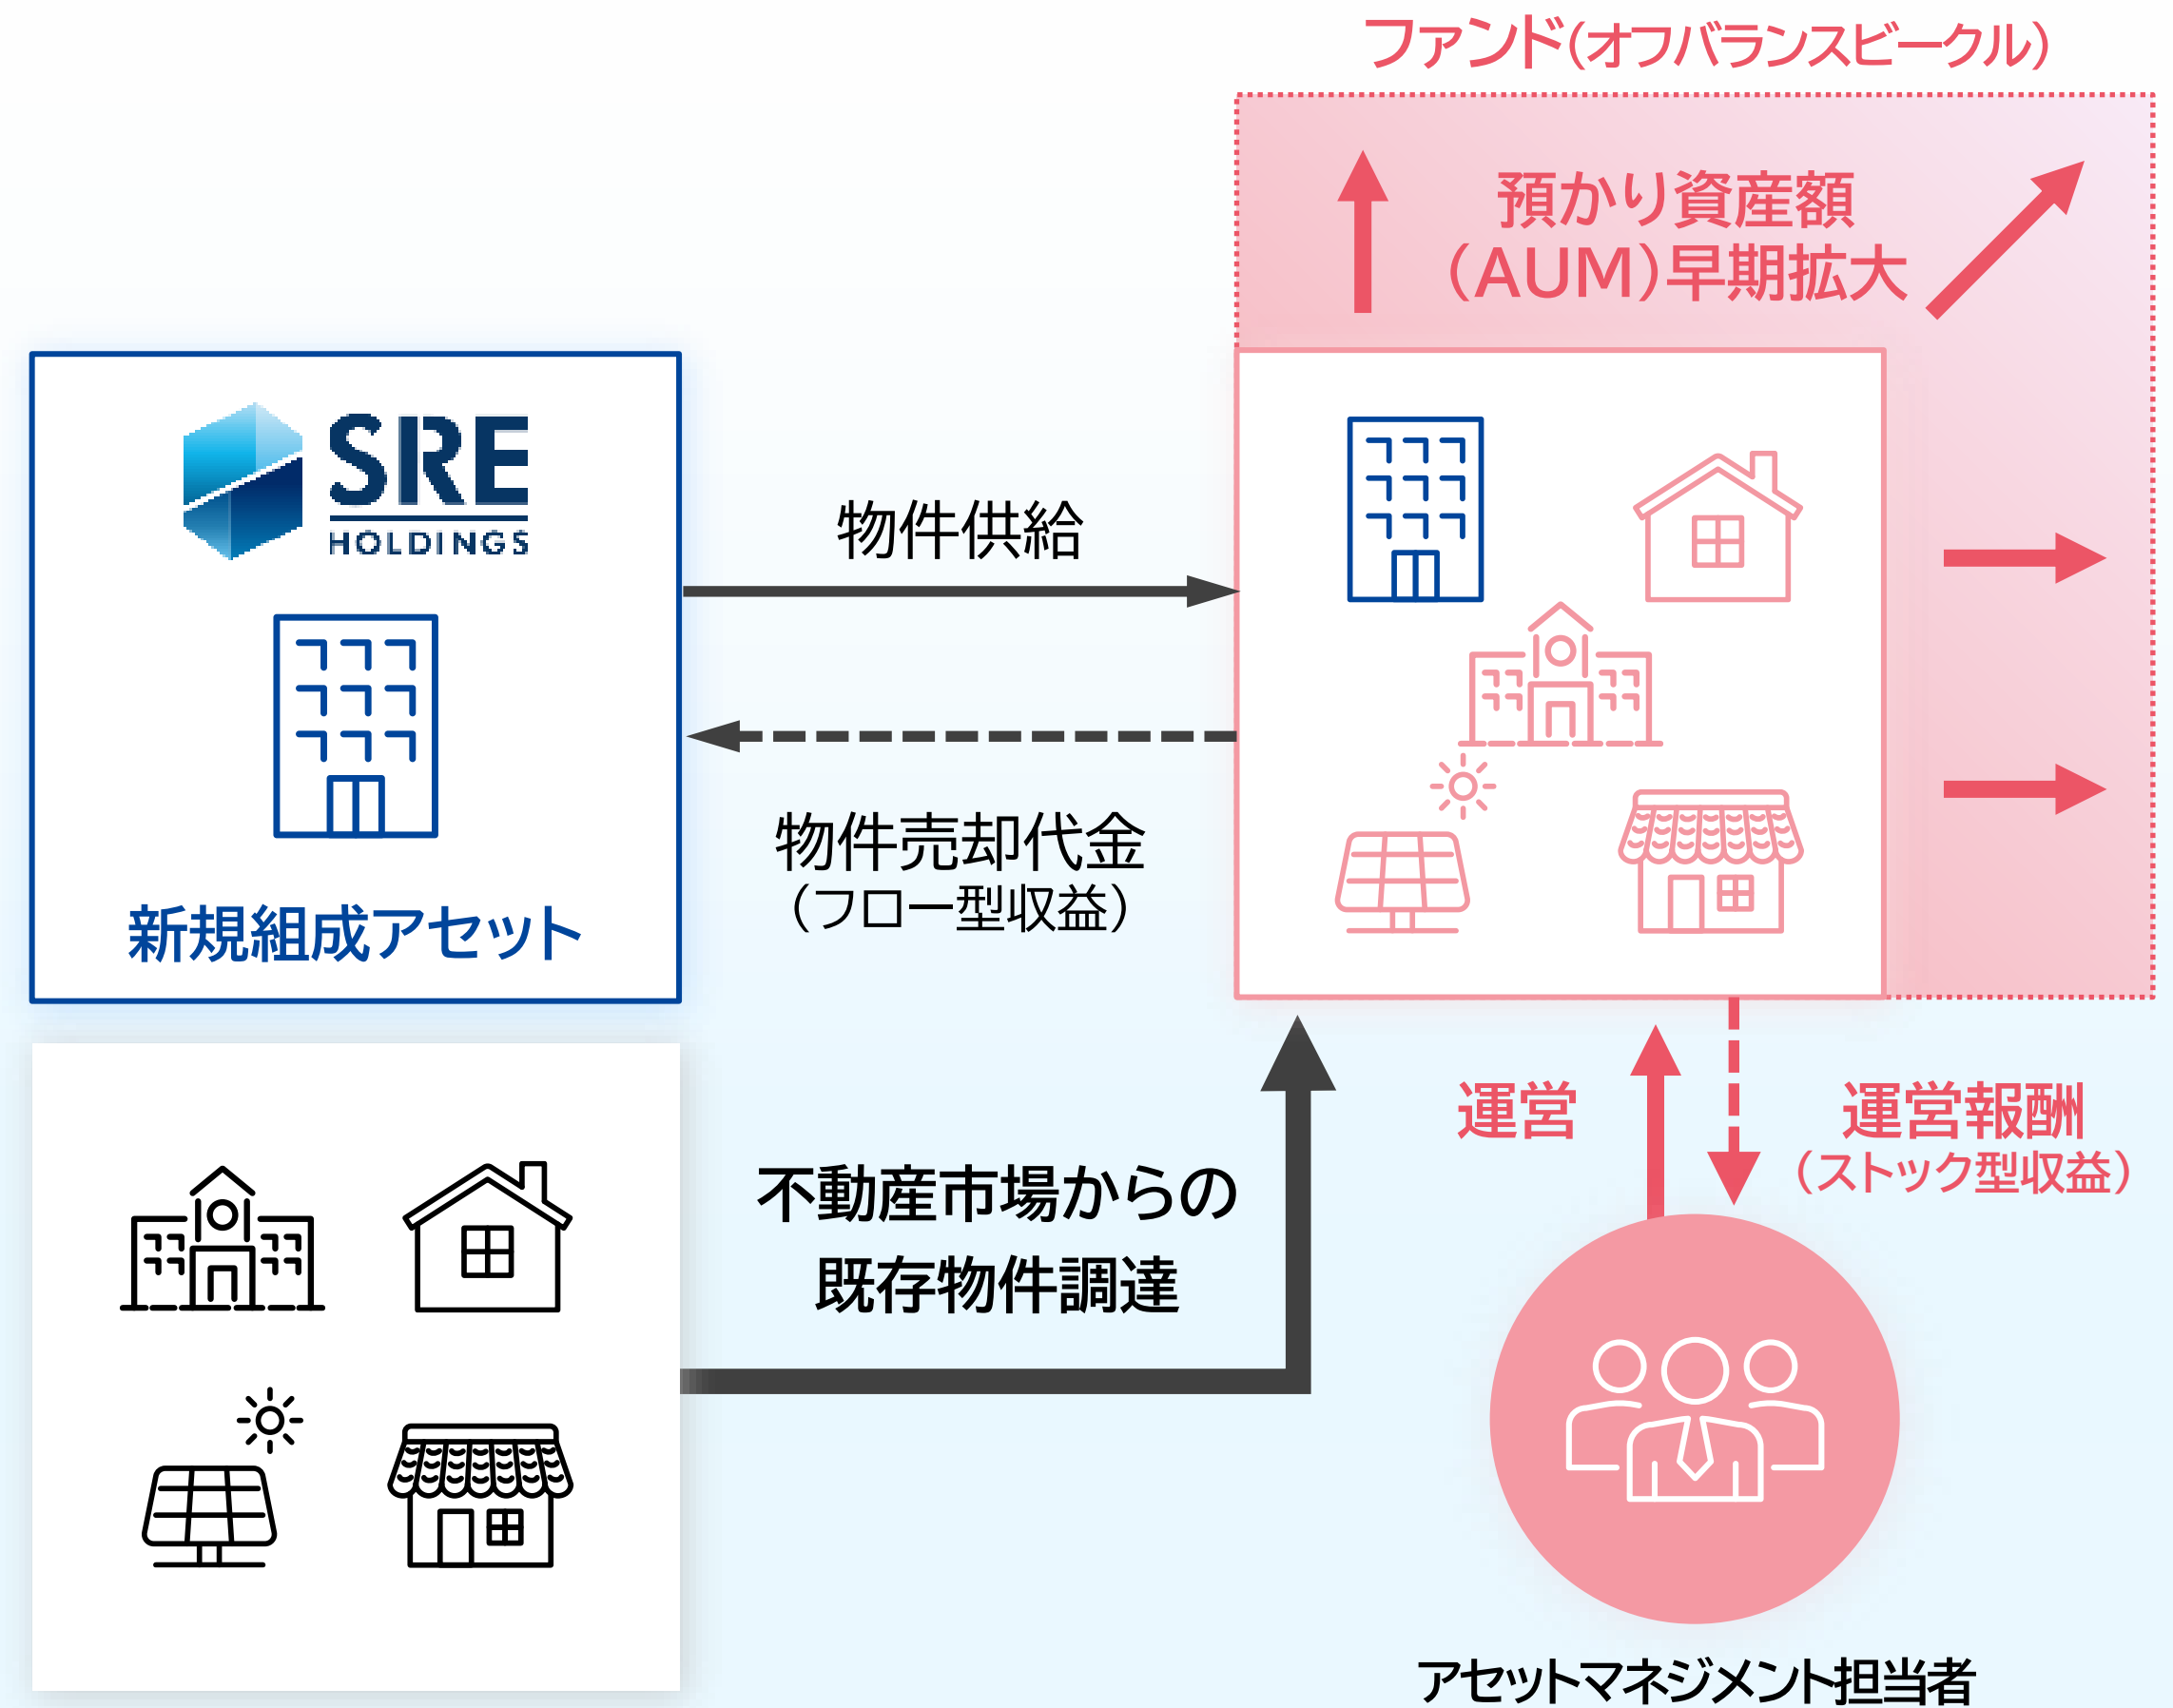 ファンド(オフバランスビークル)
預かり資産額
(AUM)早期拡大
SRE
HOLDINGS
新規組成アセット
物件供給
物件売却代金
(フロー型収益)
不動産市場からの
既存物件調達
運営
運営報酬
(ストック型収益)
アセットマネジメント担当者